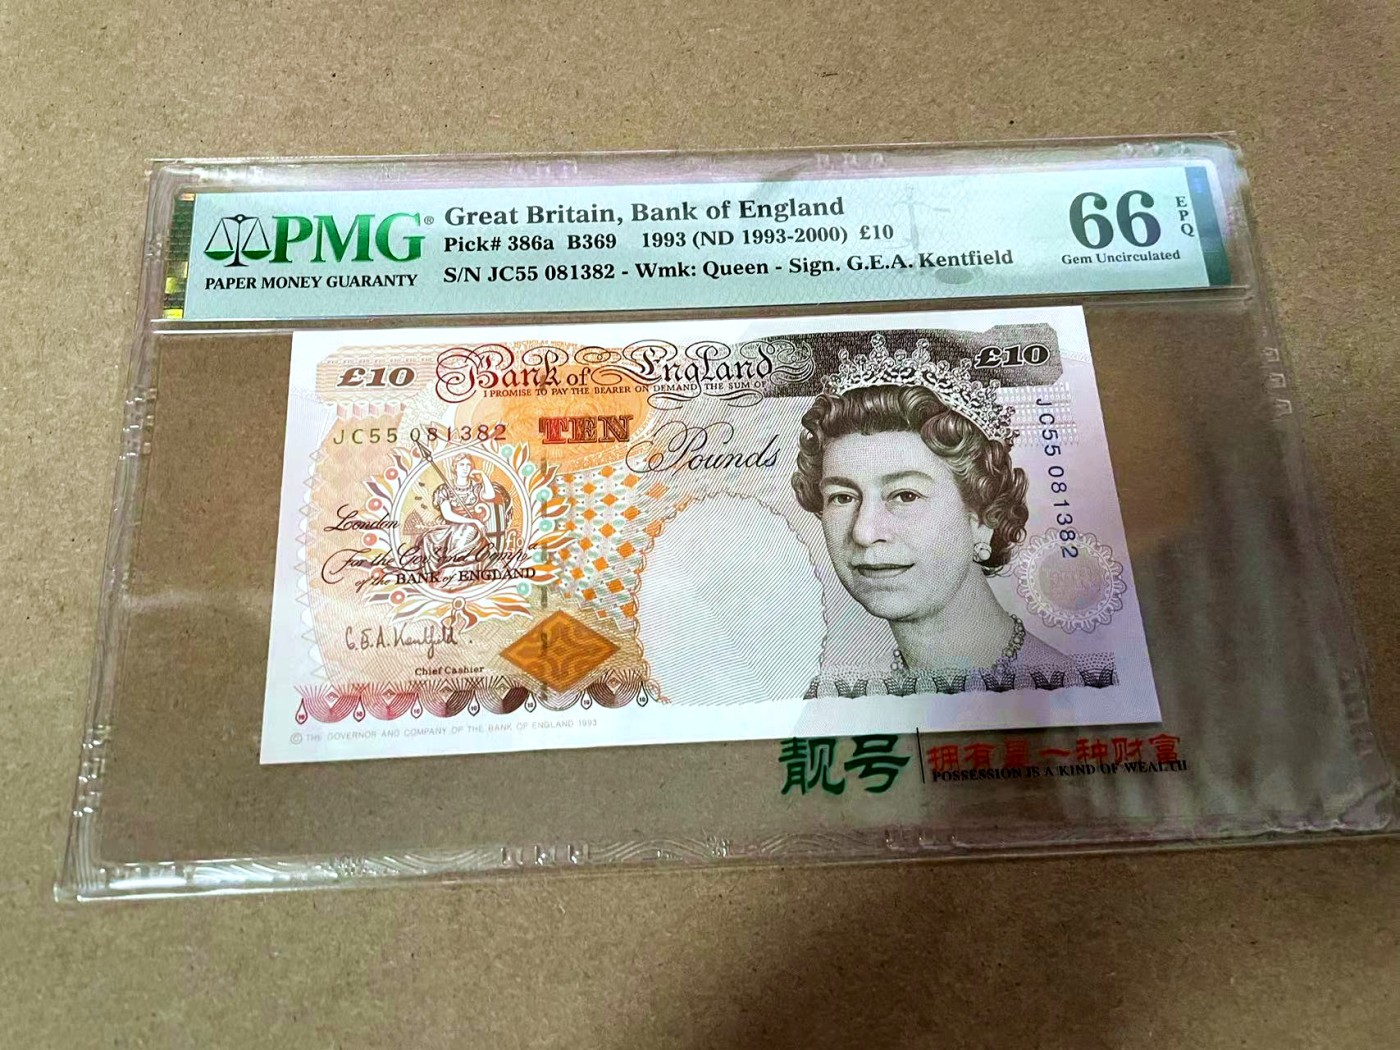 PMG®
PAPER MONEY GUARANTY
Great Britain, Bank of England
Pick# 386a B369 1993 (ND 1993-2000) £10
S/N JC55 081382 - Wmk: Queen - Sign. G.E.A. Kentfield
66
EPQ
Gem Uncirculated
£10
Bank of England
£10
I PROMISE TO PAY THE BEARER ON DEMAND THE SUM OF
JC55 081382
TEN
Pounds
JC55 081382
London
For the Govr and Compa
of the BANK of ENGLAND
G.E.A. Kentfield
Chief Cashier
© THE GOVERNOR AND COMPANY OF THE BANK OF ENGLAND 1993
靓号
拥有是一种财富
POSSESSION IS A KIND OF WEALTH